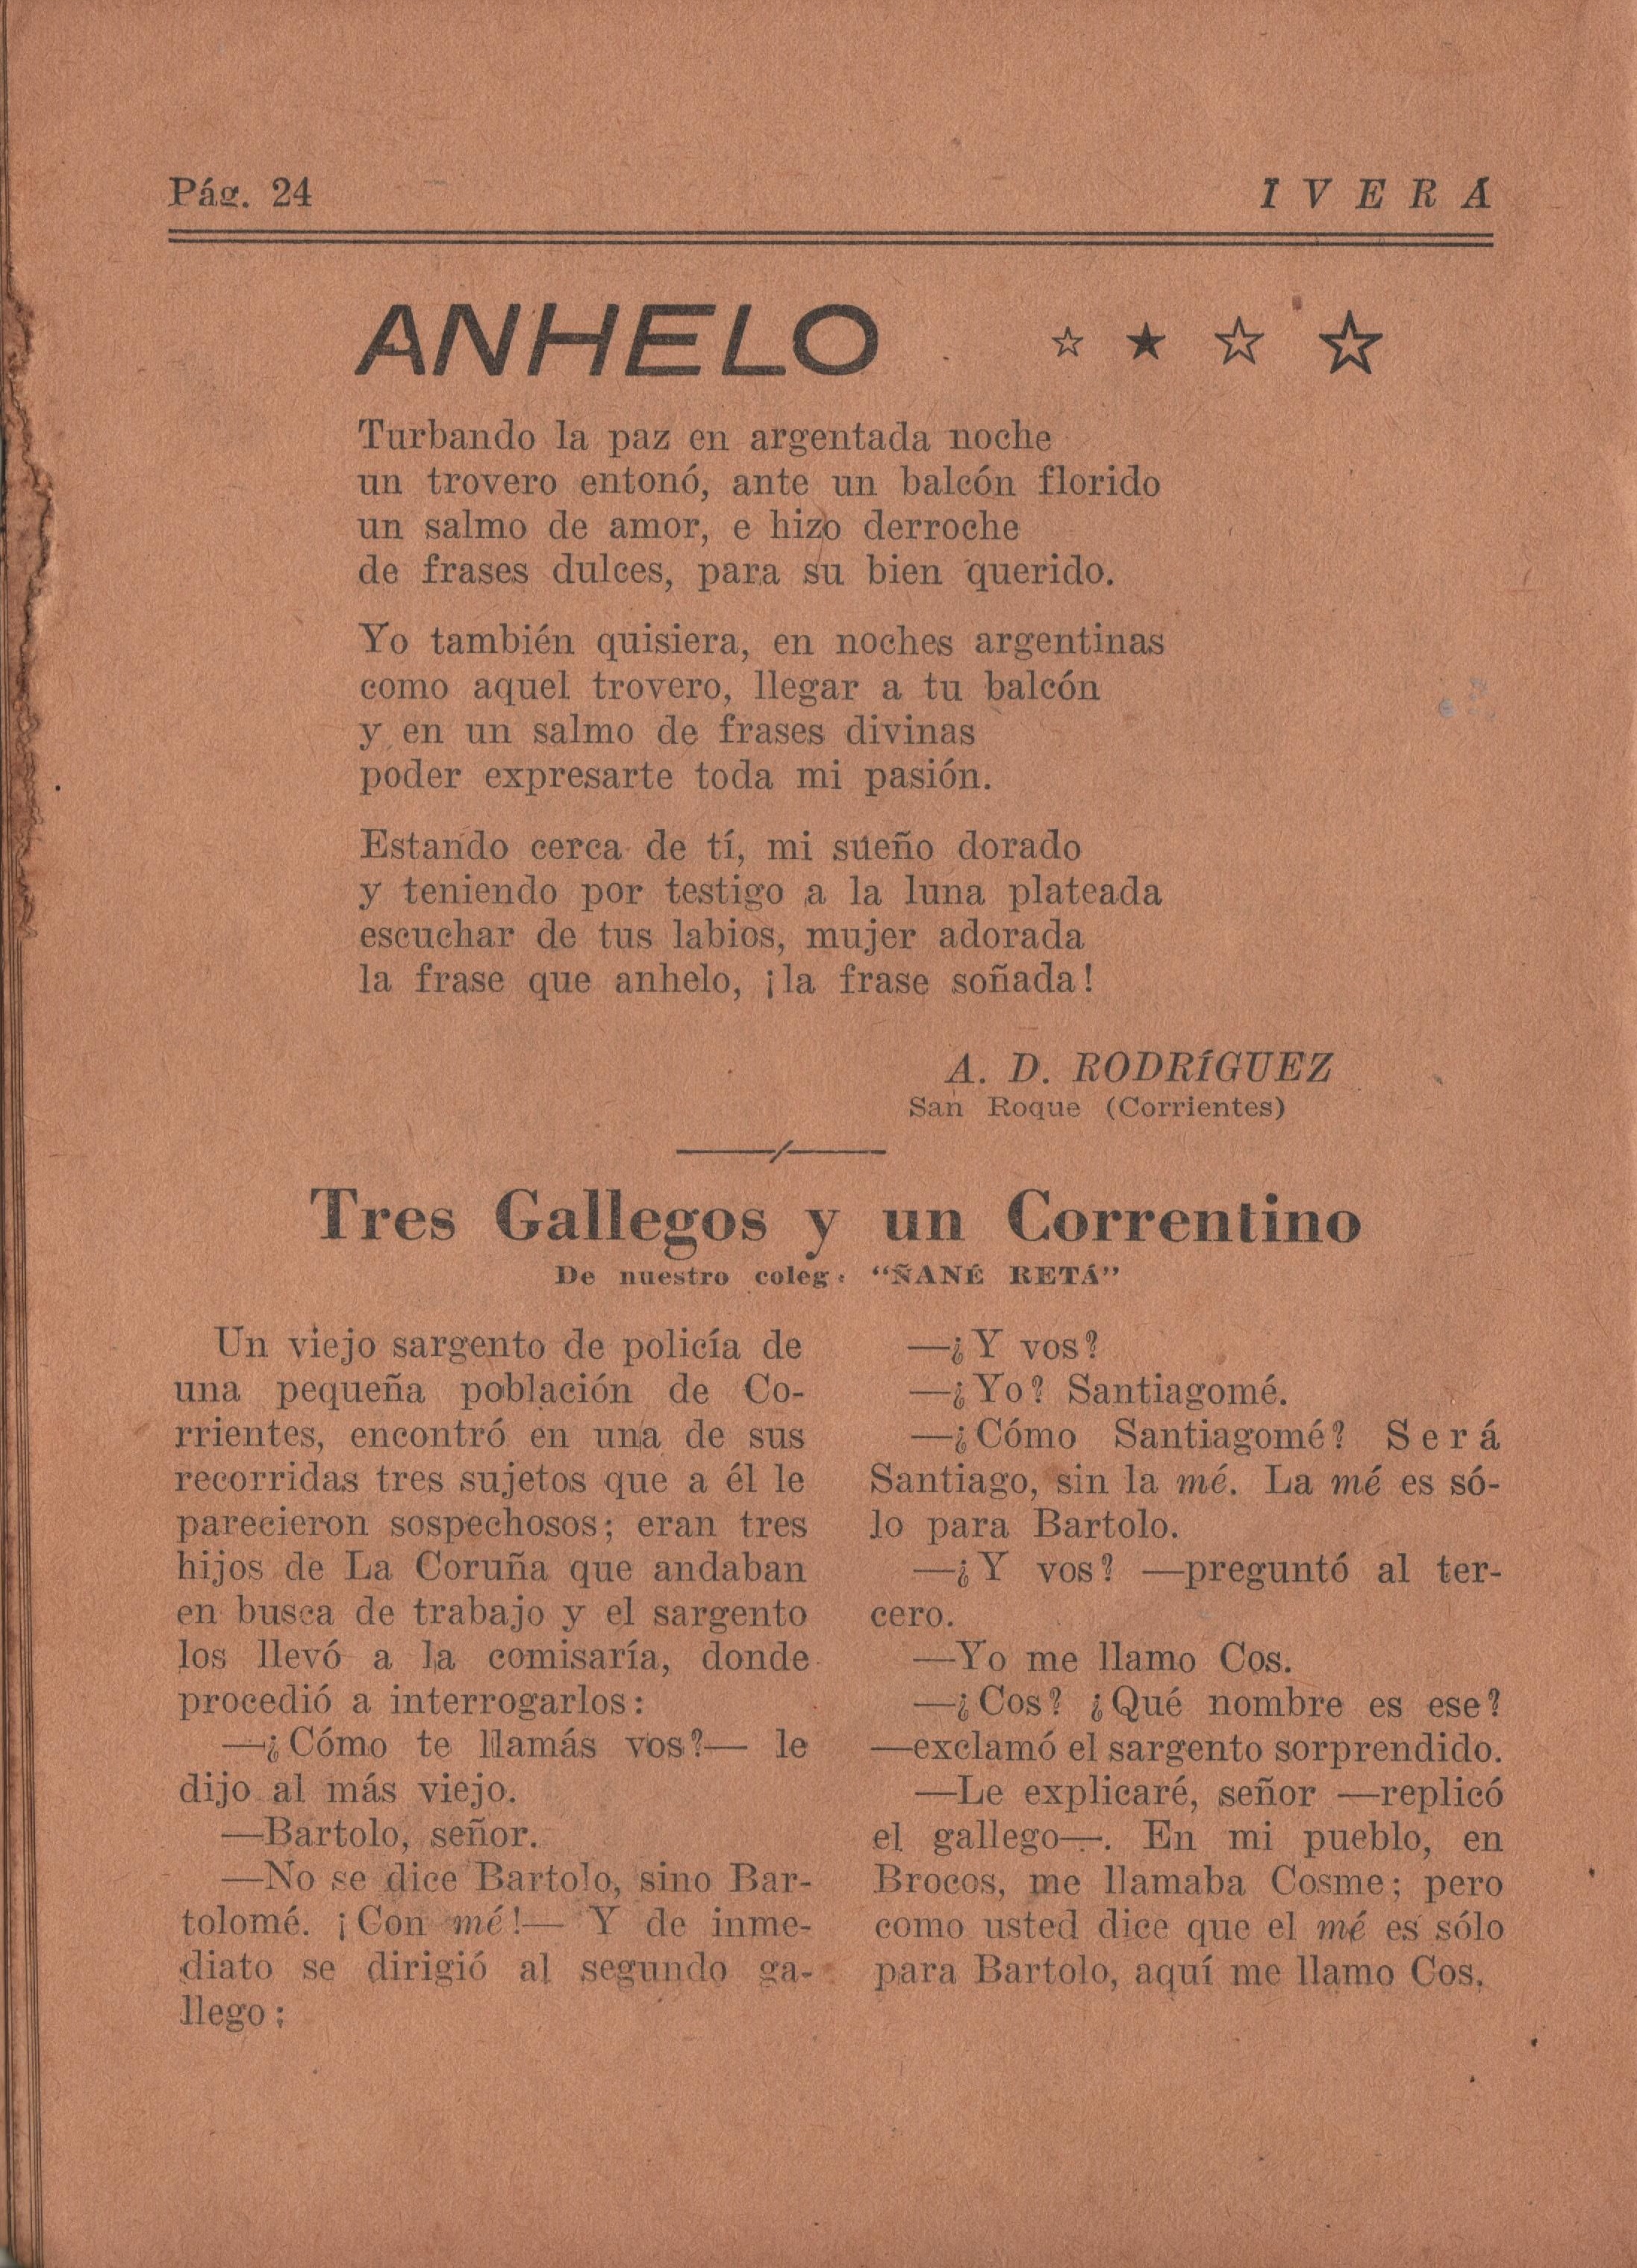 Pág. 24
IVERÁ
ANHELO
Turbando la paz en argentada noche
un trovero entonó, ante un balcón florido
un salmo de amor, e hizo derroche
de frases dulces, para su bien querido.
Yo también quisiera, en noches argentinas
como aquel trovero, llegar a tu balcón
y en un salmo de frases divinas
poder expresarte toda mi pasión.
Estando cerca de tí, mi sueño dorado
y teniendo por testigo a la luna plateada
escuchar de tus labios, mujer adorada
la frase que anhelo, ¡la frase soñada!
A. D. RODRÍGUEZ
San Roque (Corrientes)
Tres Gallegos y un Correntino
De nuestro coleg: “ÑANÉ RETÁ”
Un viejo sargento de policía de
una pequeña población de Co-
rrientes, encontró en una de sus
recorridas tres sujetos que a él le
parecieron sospechosos; eran tres
hijos de La Coruña que andaban
en busca de trabajo y el sargento
los llevó a la comisaría, donde
procedió a interrogarlos:
—¿Cómo te llamás vos?— le
dijo al más viejo.
—Bartolo, señor.
—No se dice Bartolo, sino Bar-
tolomé. ¡Con mé!— Y de inme-
diato se dirigió al segundo ga-
llego:
—¿Y vos?
—¿Yo? Santiagomé.
—¿Cómo Santiagomé? Será
Santiago, sin la mé. La mé es só-
lo para Bartolo.
—¿Y vos? —preguntó al ter-
cero.
—Yo me llamo Cos.
—¿Cos? ¿Qué nombre es ese?
—exclamó el sargento sorprendido.
—Le explicaré, señor —replicó
el gallego—. En mi pueblo, en
Brocos, me llamaba Cosme; pero
como usted dice que el mé es sólo
para Bartolo, aquí me llamo Cos.